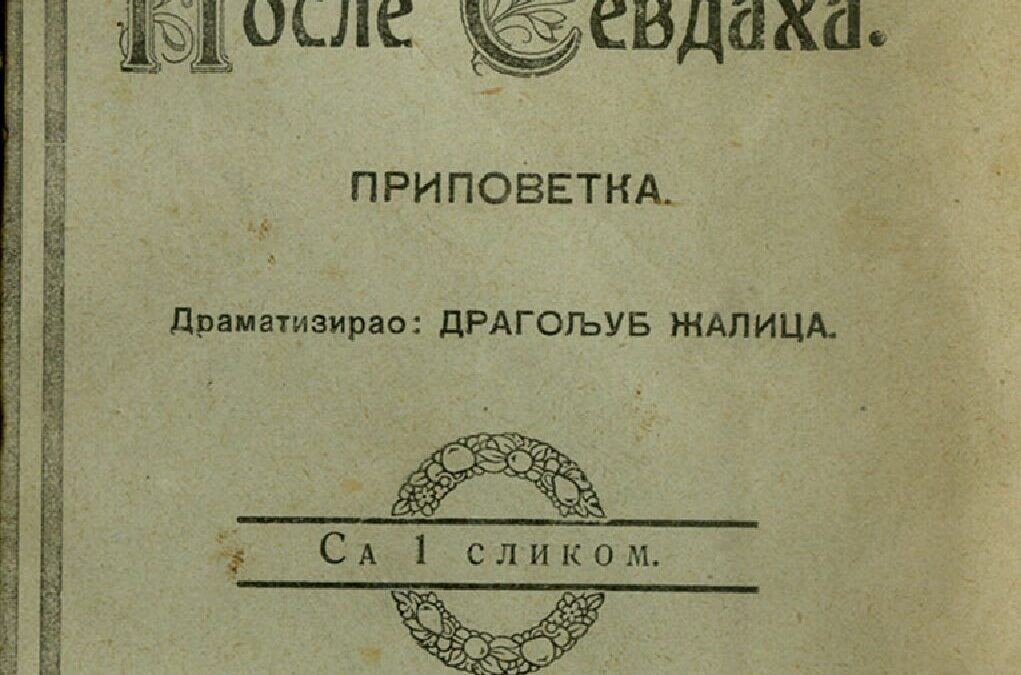 После Севдаха.
ПРИПОВЕТКА.
Драматизирао: ДРАГОЉУБ ЖАЛИЦА.
Са 1 сликом.